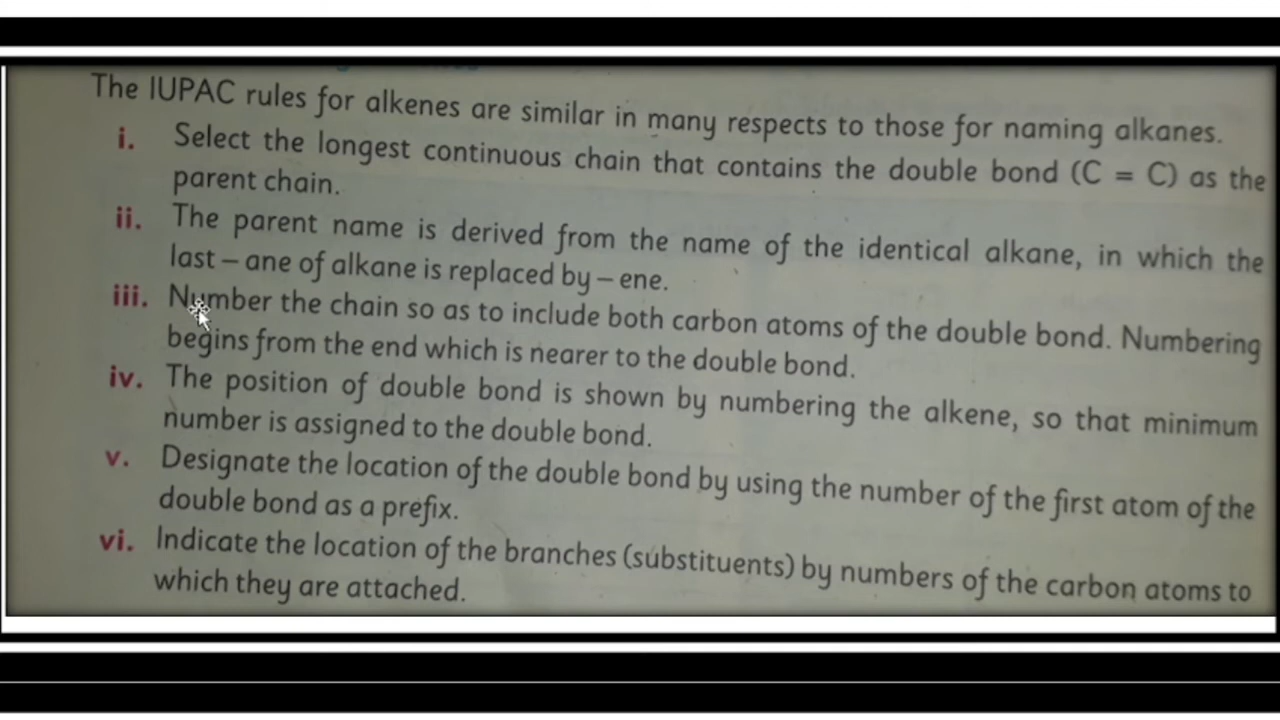 The IUPAC rules for alkenes are similar in many respects to those for naming alkanes.
i. Select the longest continuous chain that contains the double bond (C = C) as the
parent chain.
ii. The parent name is derived from the name of the identical alkane, in which the
last – ane of alkane is replaced by – ene.
iii. Number the chain so as to include both carbon atoms of the double bond. Numbering
begins from the end which is nearer to the double bond.
iv. The position of double bond is shown by numbering the alkene, so that minimum
number is assigned to the double bond.
v. Designate the location of the double bond by using the number of the first atom of the
double bond as a prefix.
vi. Indicate the location of the branches (substituents) by numbers of the carbon atoms to
which they are attached.